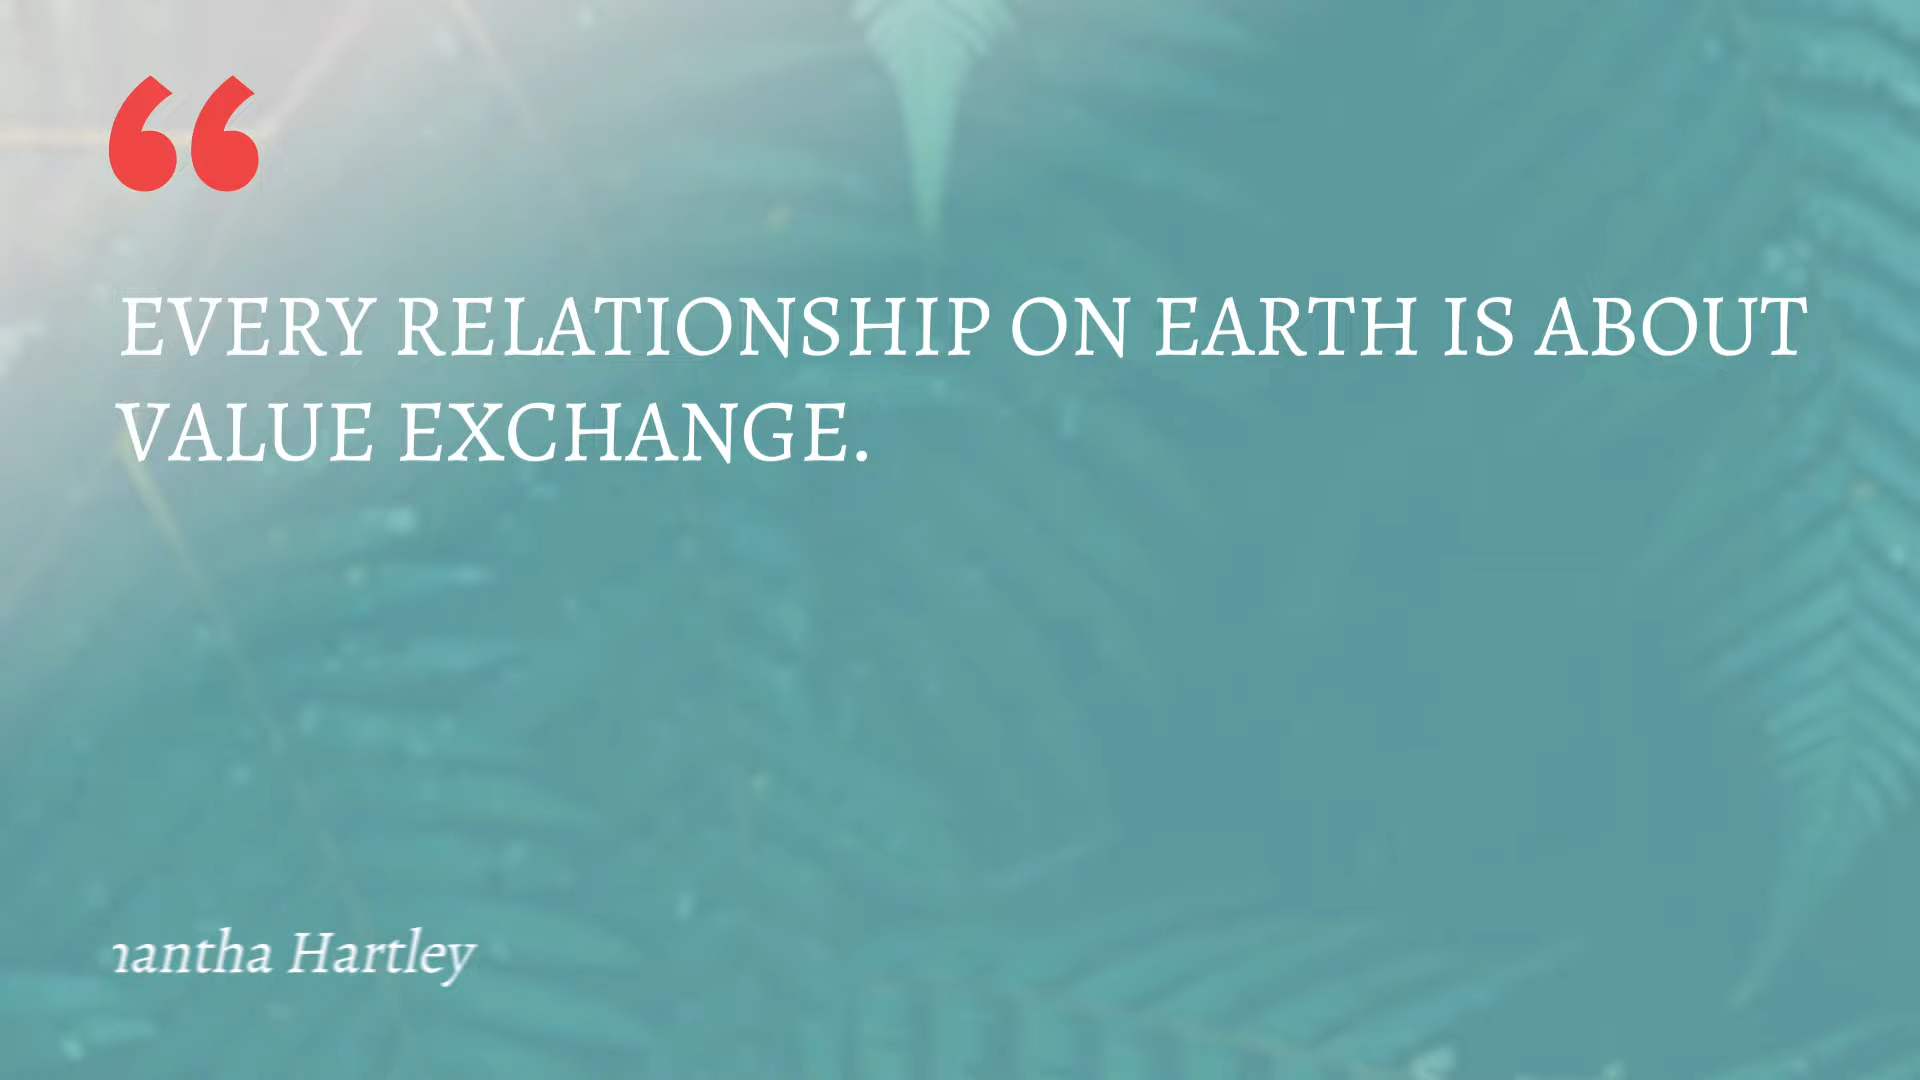 “
EVERY RELATIONSHIP ON EARTH IS ABOUT
VALUE EXCHANGE.
antha Hartley